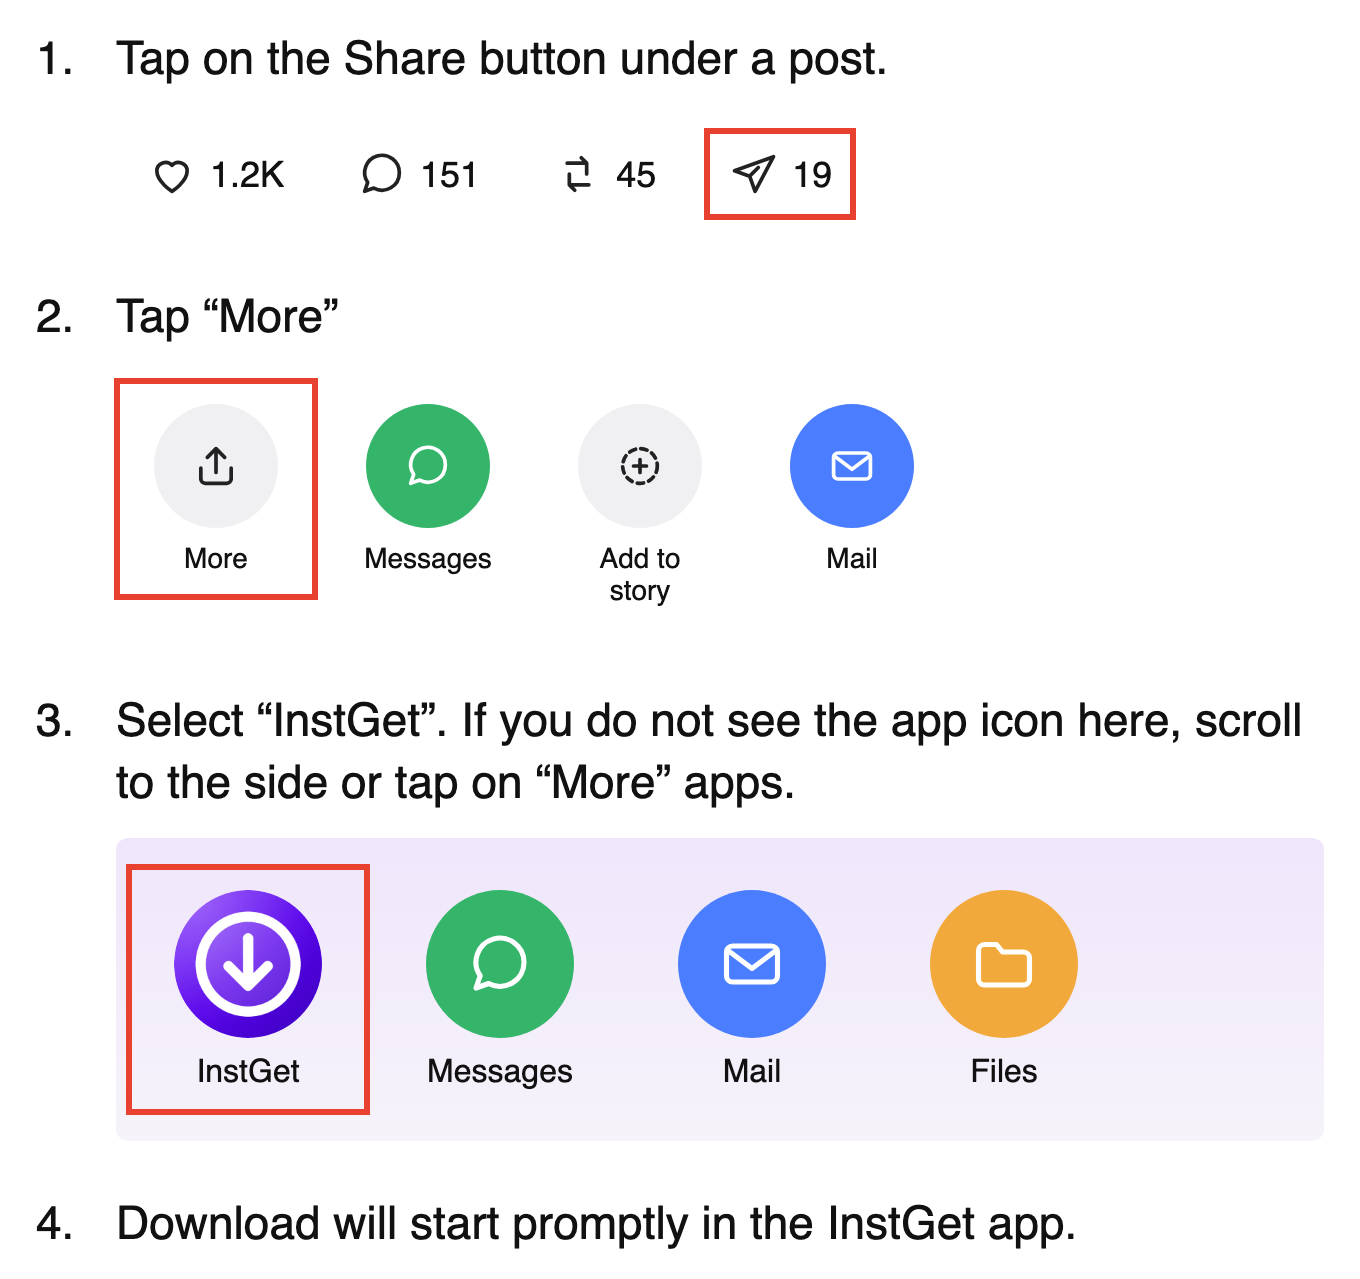 1. Tap on the Share button under a post.
1.2K 151 45 19
2. Tap “More”
More Messages Add to Mail
story
3. Select “InstGet”. If you do not see the app icon here, scroll
to the side or tap on “More” apps.
InstGet Messages Mail Files
4. Download will start promptly in the InstGet app.